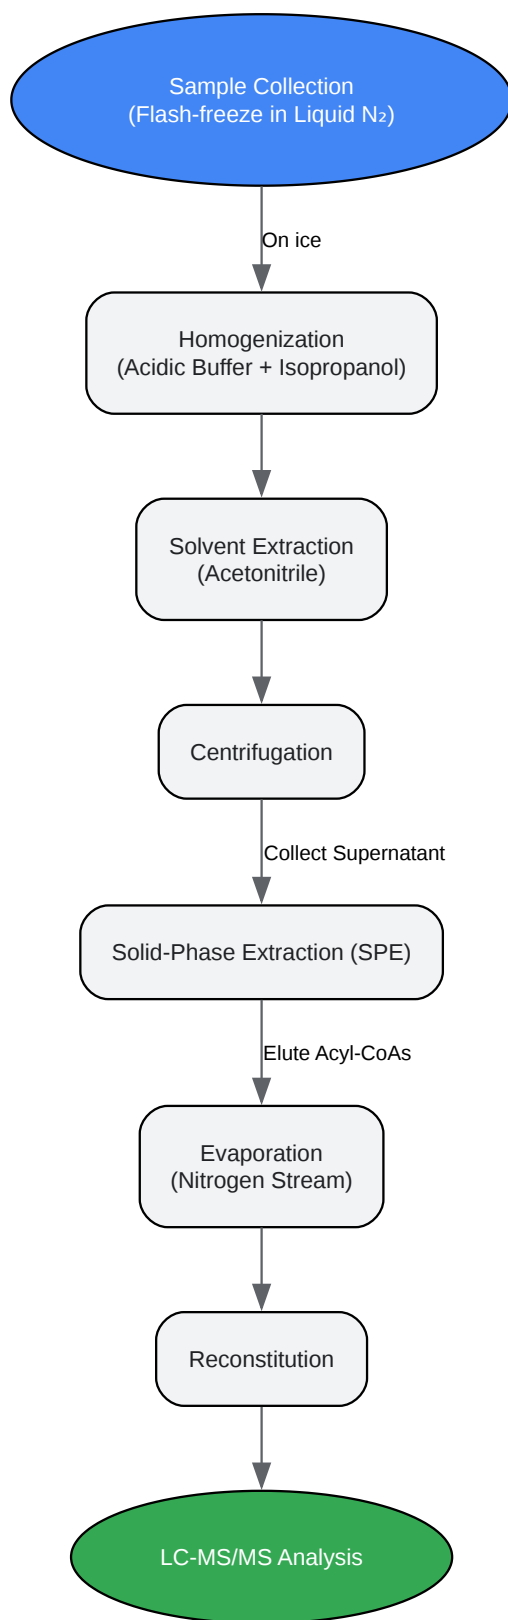 Sample Collection
(Flash-freeze in Liquid N₂)
On ice
Homogenization
(Acidic Buffer + Isopropanol)
Solvent Extraction
(Acetonitrile)
Centrifugation
Collect Supernatant
Solid-Phase Extraction (SPE)
Elute Acyl-CoAs
Evaporation
(Nitrogen Stream)
Reconstitution
LC-MS/MS Analysis